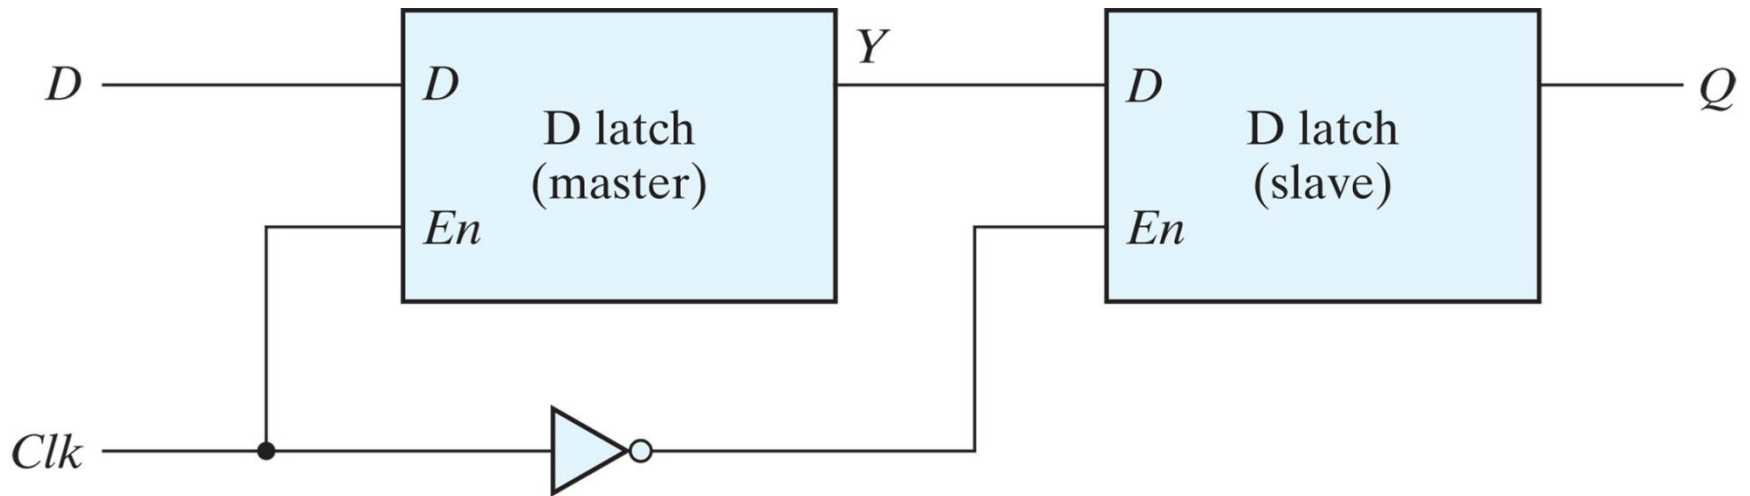 Y
D
D
D latch
(master)
En
D
D latch
(slave)
En
Q
Clk